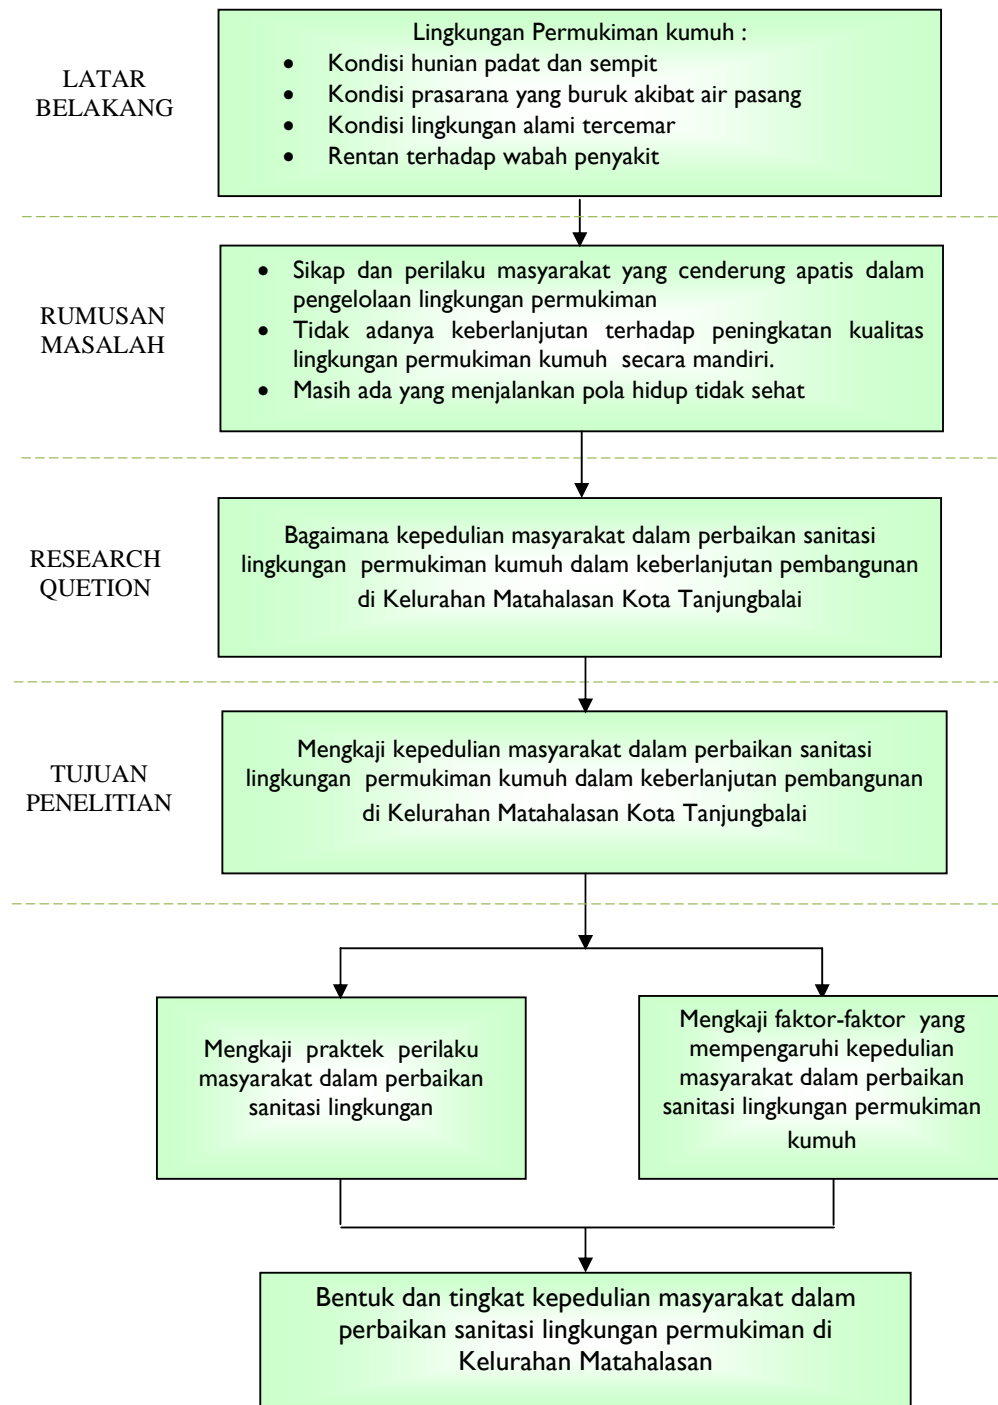 LATAR
BELAKANG
Lingkungan Permukiman kumuh :
• Kondisi hunian padat dan sempit
• Kondisi prasarana yang buruk akibat air pasang
• Kondisi lingkungan alami tercemar
• Rentan terhadap wabah penyakit
RUMUSAN
MASALAH
• Sikap dan perilaku masyarakat yang cenderung apatis dalam
pengelolaan lingkungan permukiman
• Tidak adanya keberlanjutan terhadap peningkatan kualitas
lingkungan permukiman kumuh secara mandiri.
• Masih ada yang menjalankan pola hidup tidak sehat
RESEARCH
QUETION
Bagaimana kepedulian masyarakat dalam perbaikan sanitasi
lingkungan permukiman kumuh dalam keberlanjutan pembangunan
di Kelurahan Matahalasan Kota Tanjungbalai
TUJUAN
PENELITIAN
Mengkaji kepedulian masyarakat dalam perbaikan sanitasi
lingkungan permukiman kumuh dalam keberlanjutan pembangunan
di Kelurahan Matahalasan Kota Tanjungbalai
Mengkaji praktek perilaku
masyarakat dalam perbaikan
sanitasi lingkungan
Mengkaji faktor-faktor yang
mempengaruhi kepedulian
masyarakat dalam perbaikan
sanitasi lingkungan permukiman
kumuh
Bentuk dan tingkat kepedulian masyarakat dalam
perbaikan sanitasi lingkungan permukiman di
Kelurahan Matahalasan